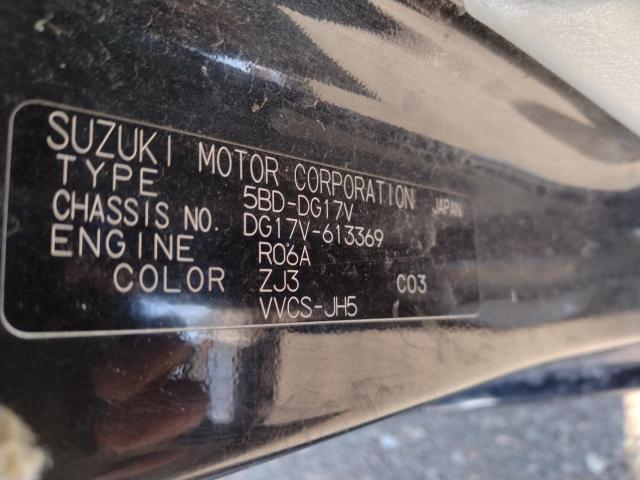 SUZUKI MOTOR CORPORATION JAPAN
TYPE 5BD-DG17V
CHASSIS NO. DG17V-613369
ENGINE R06A
COLOR ZJ3 C03
VVCS-JH5